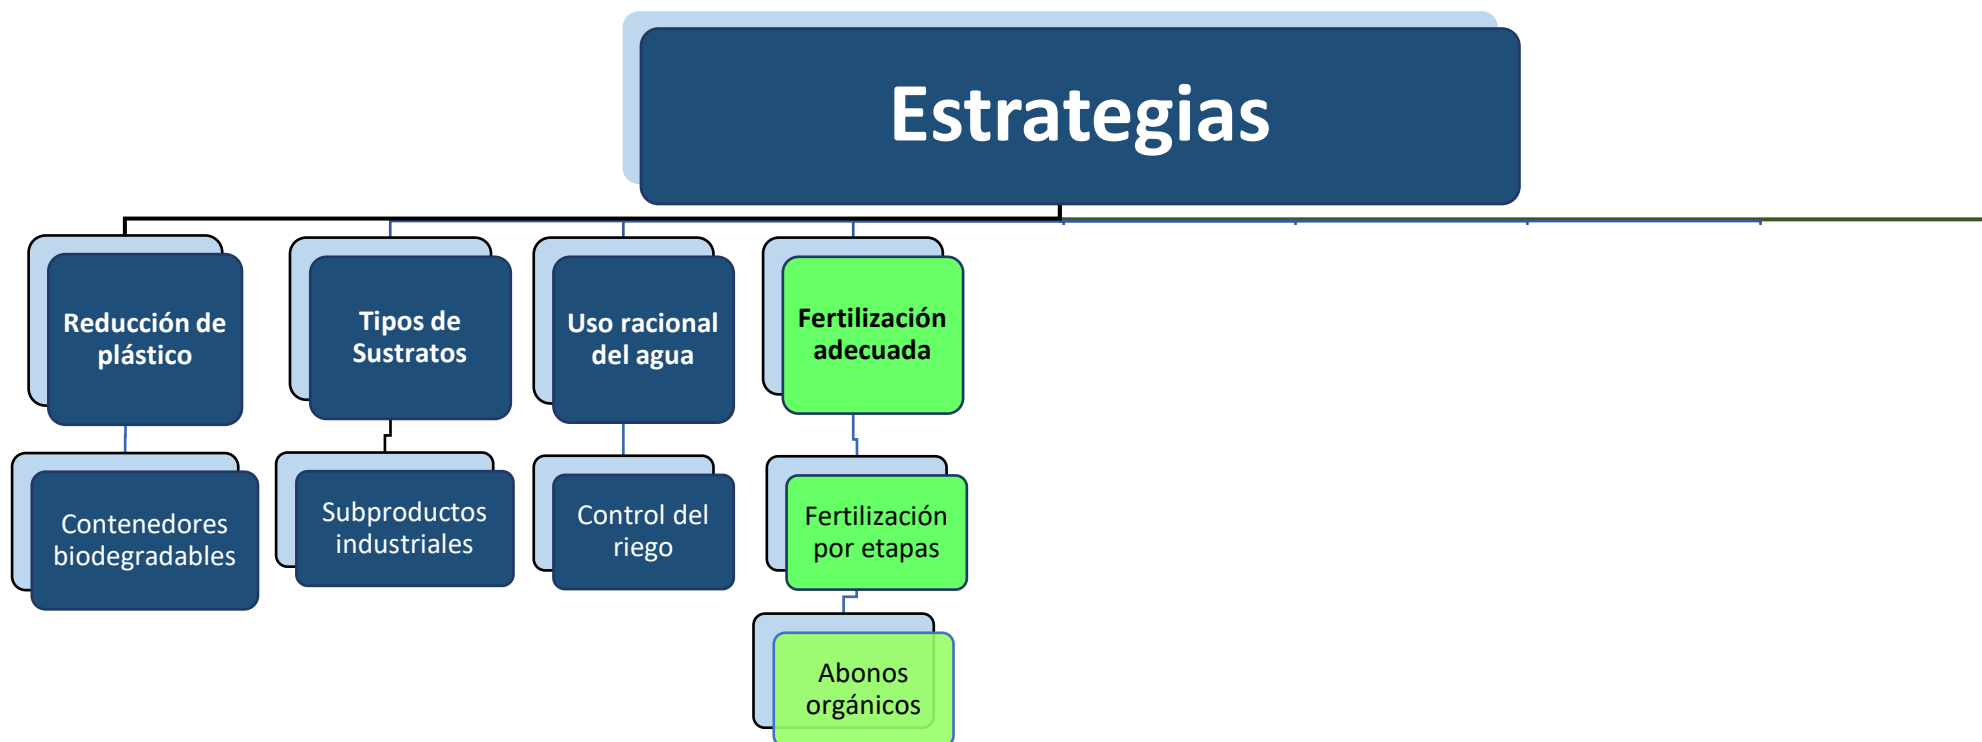 Estrategias
Reducción de
plástico
Tipos de
Sustratos
Uso racional
del agua
Fertilización
adecuada
Contenedores
biodegradables
Subproductos
industriales
Control del
riego
Fertilización
por etapas
Abonos
orgánicos